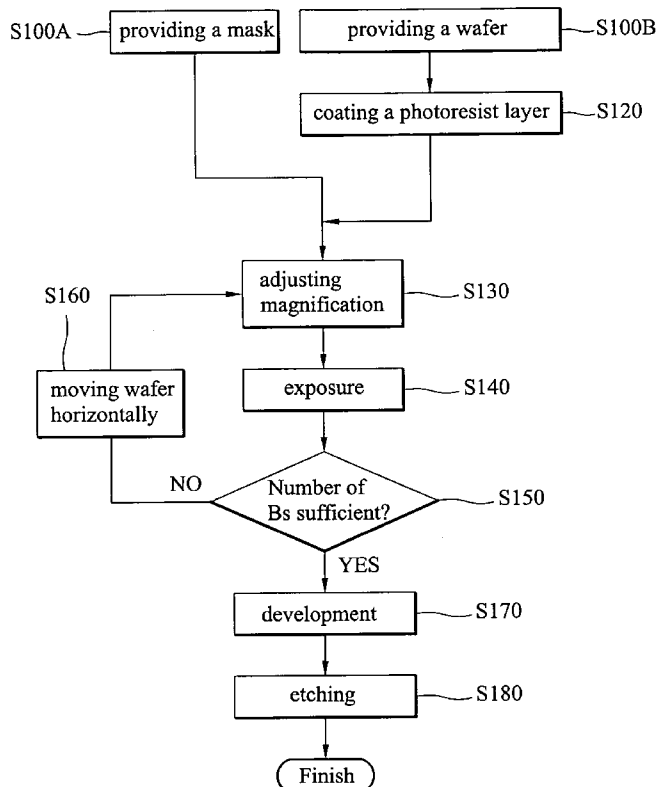 S100A
providing a mask
providing a wafer
S100B
coating a photoresist layer
S120
adjusting
magnification
S130
S160
moving wafer
horizontally
exposure
S140
NO
Number of
Bs sufficient?
S150
YES
development
S170
etching
S180
Finish